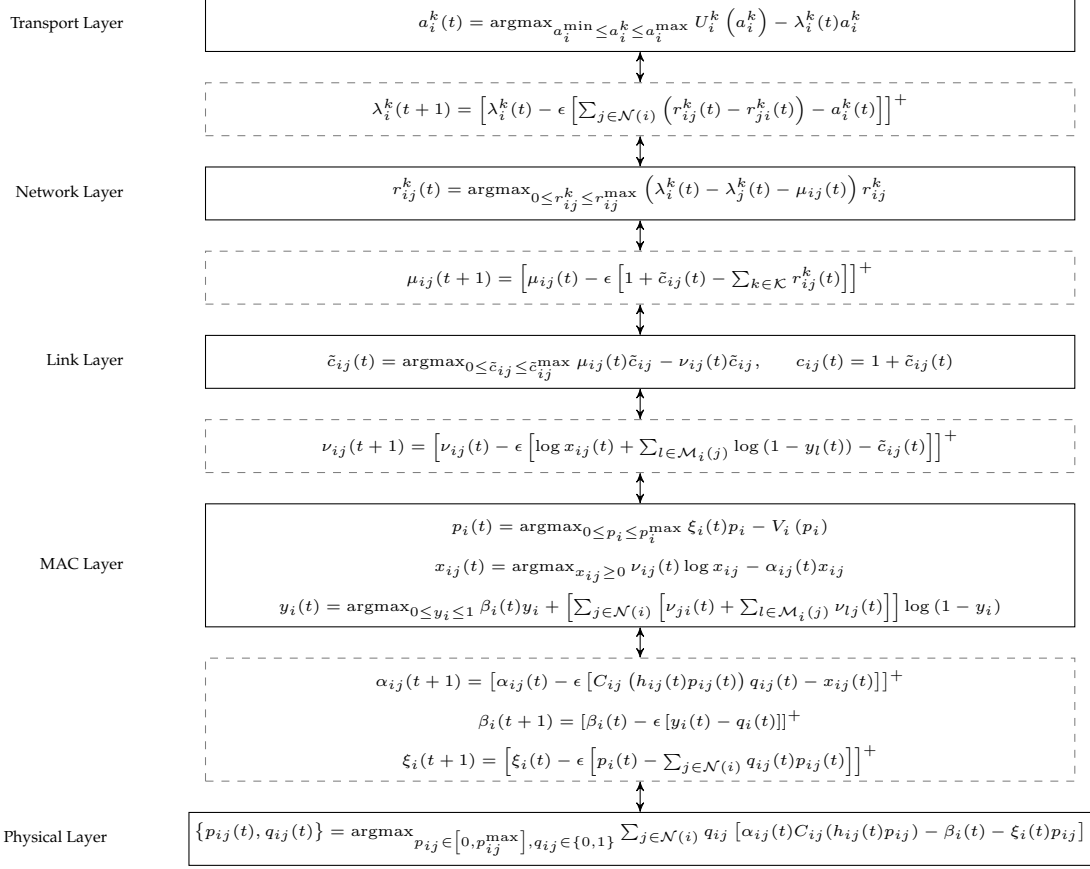 Transport Layer
a_i^k(t) = argmax_{a_i^min ≤ a_i^k ≤ a_i^max} U_i^k (a_i^k) − λ_i^k(t)a_i^k
λ_i^k(t + 1) = [λ_i^k(t) − ϵ [∑_{j∈N(i)} (r_ij^k(t) − r_ji^k(t)) − a_i^k(t)]]^+
Network Layer
r_ij^k(t) = argmax_{0≤r_ij^k≤r_ij^max} (λ_i^k(t) − λ_j^k(t) − μ_ij(t)) r_ij^k
μ_ij(t + 1) = [μ_ij(t) − ϵ [1 + c̃_ij(t) − ∑_{k∈K} r_ij^k(t)]]^+
Link Layer
c̃_ij(t) = argmax_{0≤c̃_ij≤c̃_ij^max} μ_ij(t)c̃_ij − ν_ij(t)c̃_ij, c_ij(t) = 1 + c̃_ij(t)
ν_ij(t + 1) = [ν_ij(t) − ϵ [log x_ij(t) + ∑_{l∈M_i(j)} log (1 − y_l(t)) − c̃_ij(t)]]^+
MAC Layer
p_i(t) = argmax_{0≤p_i≤p_i^max} ξ_i(t)p_i − V_i (p_i)
x_ij(t) = argmax_{x_ij≥0} ν_ij(t) log x_ij − α_ij(t)x_ij
y_i(t) = argmax_{0≤y_i≤1} β_i(t)y_i + [∑_{j∈N(i)} [ν_ji(t) + ∑_{l∈M_i(j)} ν_lj(t)]] log (1 − y_i)
α_ij(t + 1) = [α_ij(t) − ϵ [C_ij (h_ij(t)p_ij(t)) q_ij(t) − x_ij(t)]]^+
β_i(t + 1) = [β_i(t) − ϵ [y_i(t) − q_i(t)]]^+
ξ_i(t + 1) = [ξ_i(t) − ϵ [p_i(t) − ∑_{j∈N(i)} q_ij(t)p_ij(t)]]^+
Physical Layer
{p_ij(t), q_ij(t)} = argmax_{p_ij∈[0,p_ij^max],q_ij∈{0,1}} ∑_{j∈N(i)} q_ij [α_ij(t)C_ij(h_ij(t)p_ij) − β_i(t) − ξ_i(t)p_ij]